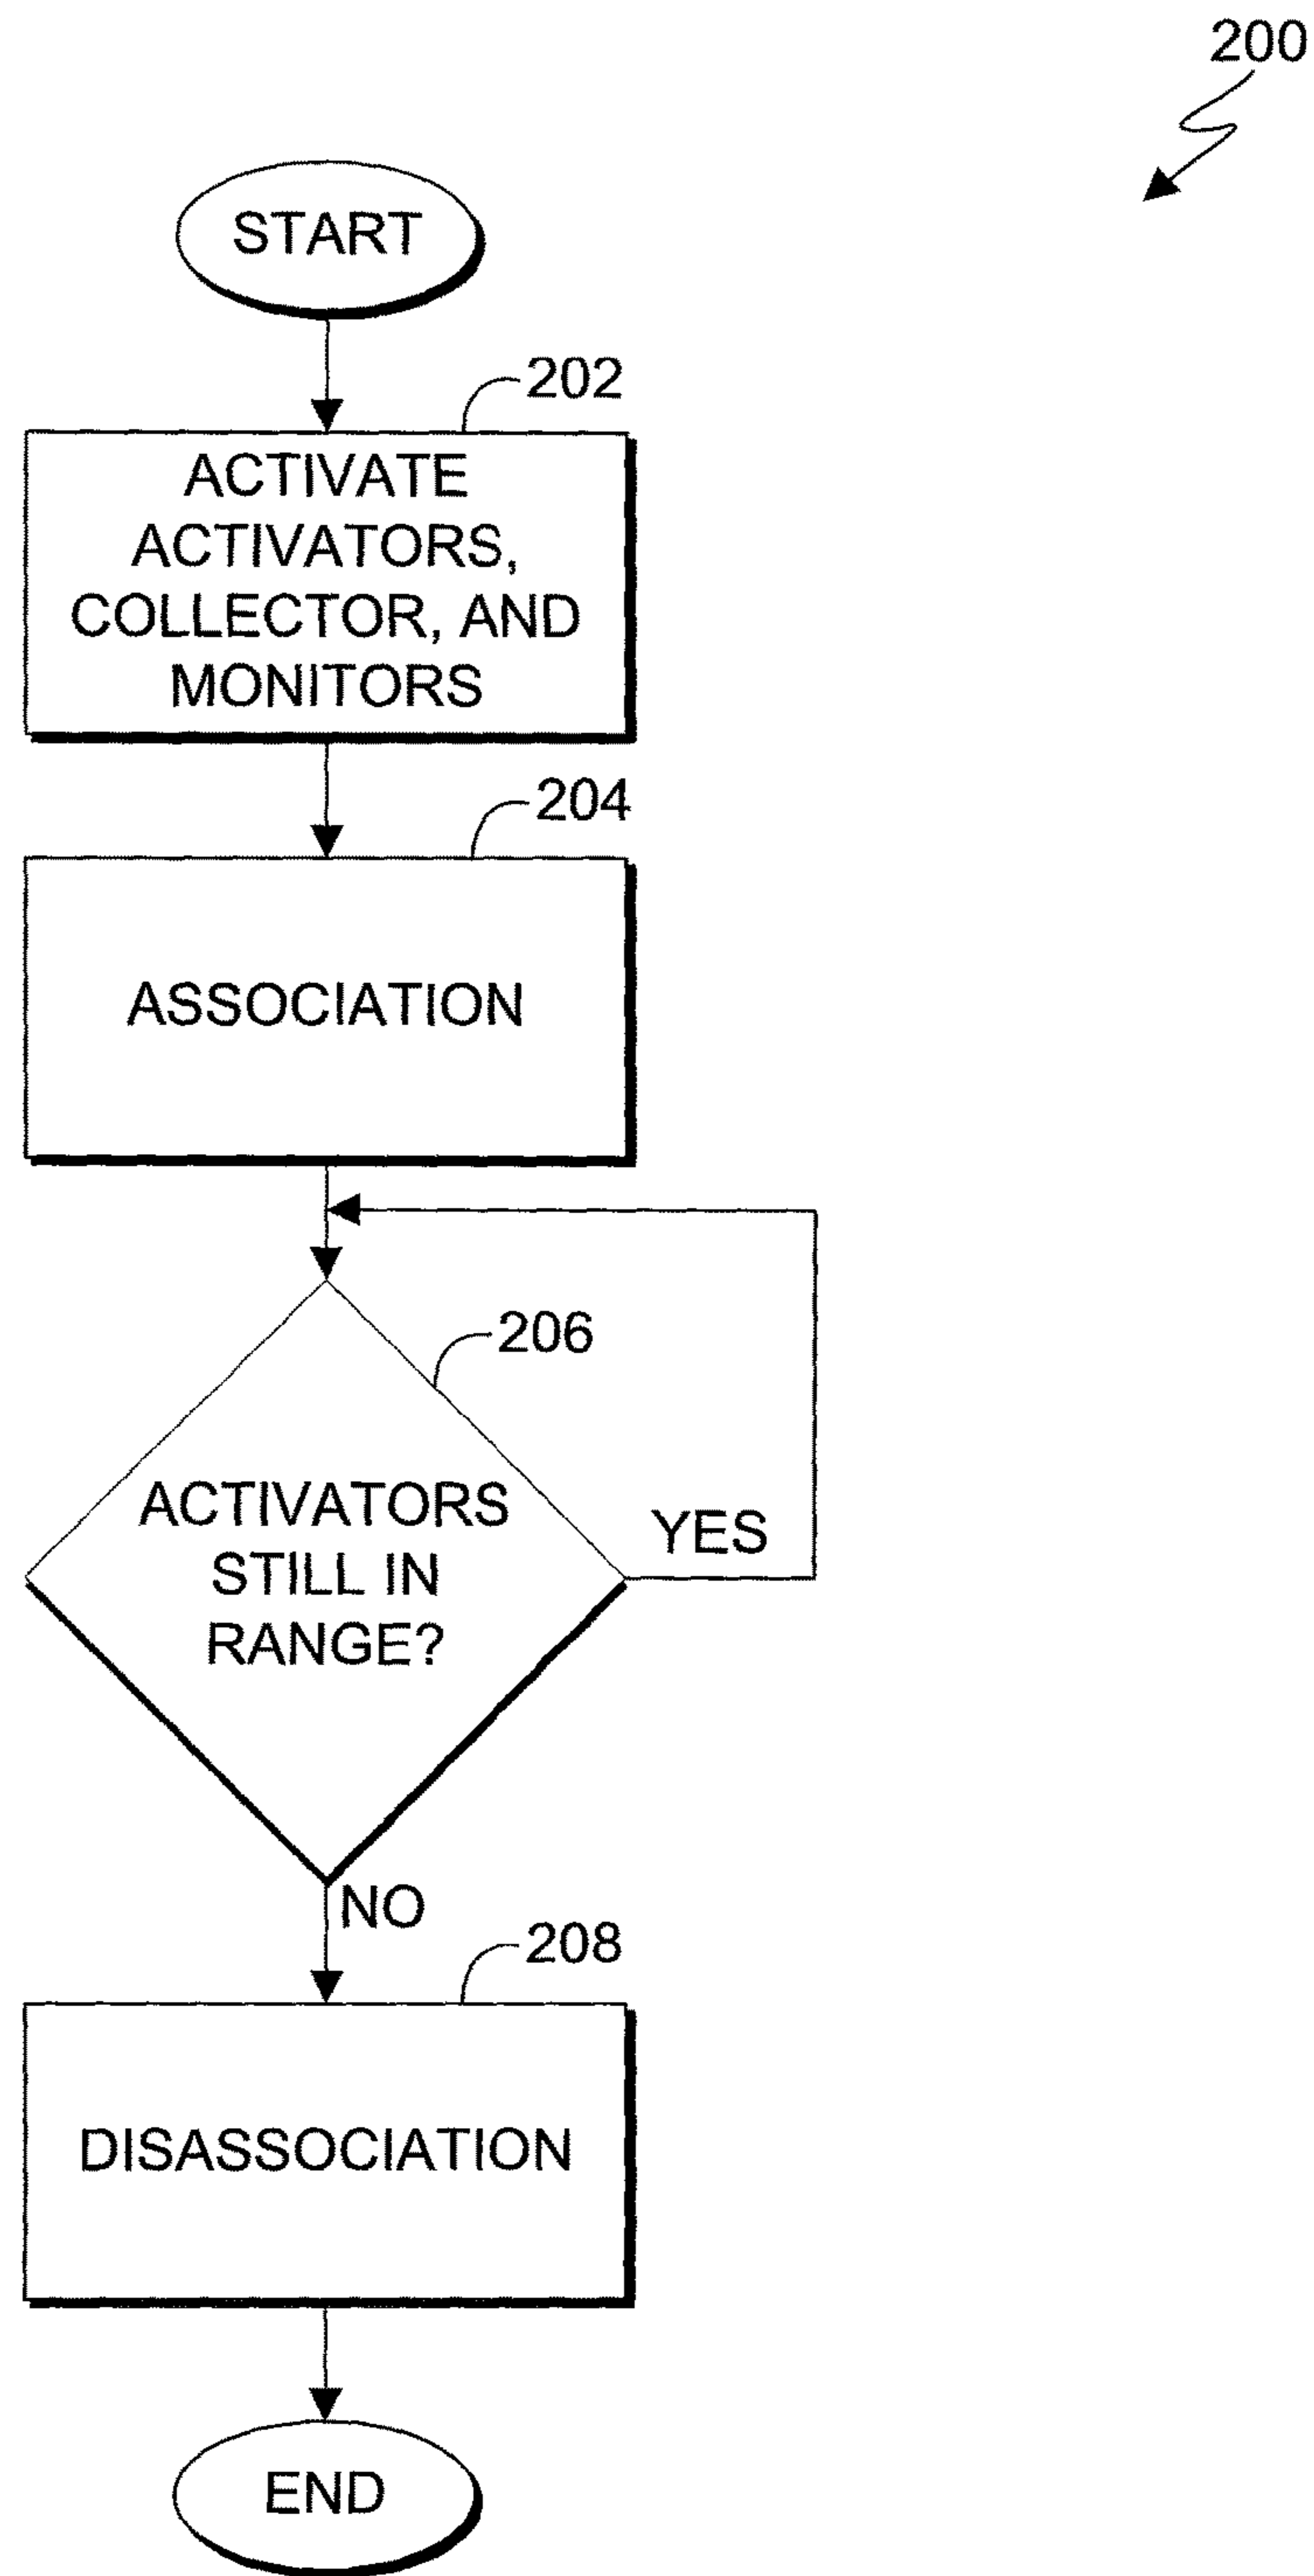 200
START
202
ACTIVATE
ACTIVATORS,
COLLECTOR, AND
MONITORS
204
ASSOCIATION
206
ACTIVATORS
STILL IN
RANGE?
YES
NO
208
DISASSOCIATION
END